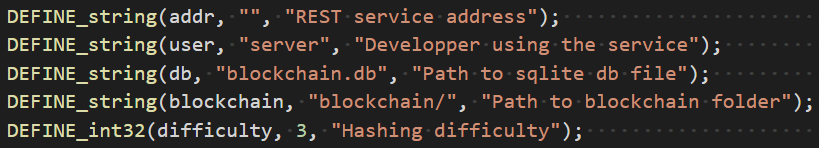 DEFINE_string(addr, "", "REST service address");
DEFINE_string(user, "server", "Developper using the service");
DEFINE_string(db, "blockchain.db", "Path to sqlite db file");
DEFINE_string(blockchain, "blockchain/", "Path to blockchain folder");
DEFINE_int32(difficulty, 3, "Hashing difficulty");